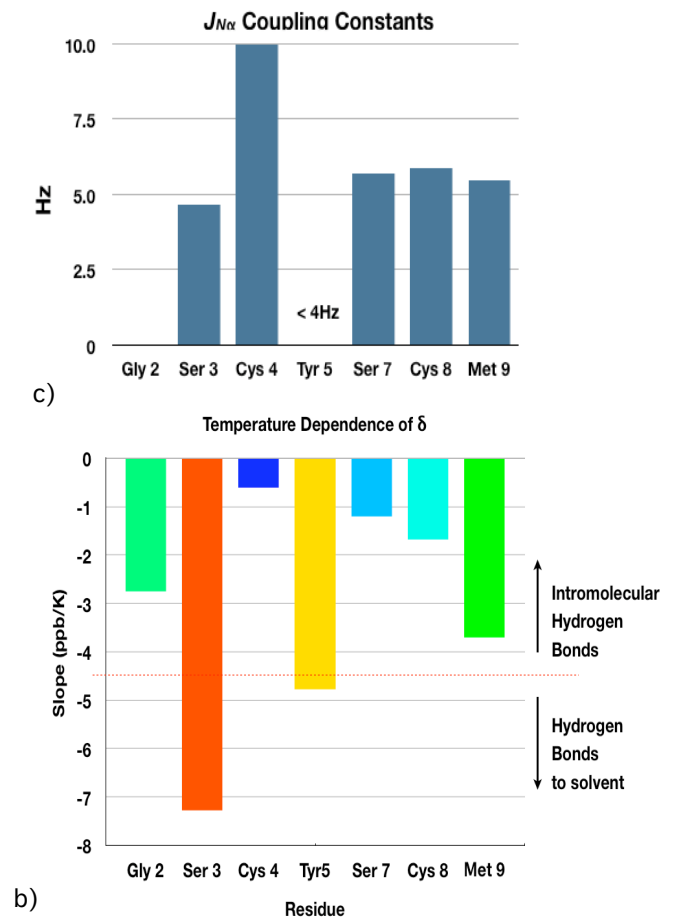 JNα Coupling Constants
10.0
7.5
5.0
2.5
0
Hz
< 4Hz
Gly 2 Ser 3 Cys 4 Tyr 5 Ser 7 Cys 8 Met 9
c)
Temperature Dependence of δ
0
-1
-2
-3
-4
-5
-6
-7
-8
Slope (ppb/K)
Intromolecular
Hydrogen
Bonds
Hydrogen
Bonds
to solvent
Gly 2 Ser 3 Cys 4 Tyr5 Ser 7 Cys 8 Met 9
b)
Residue